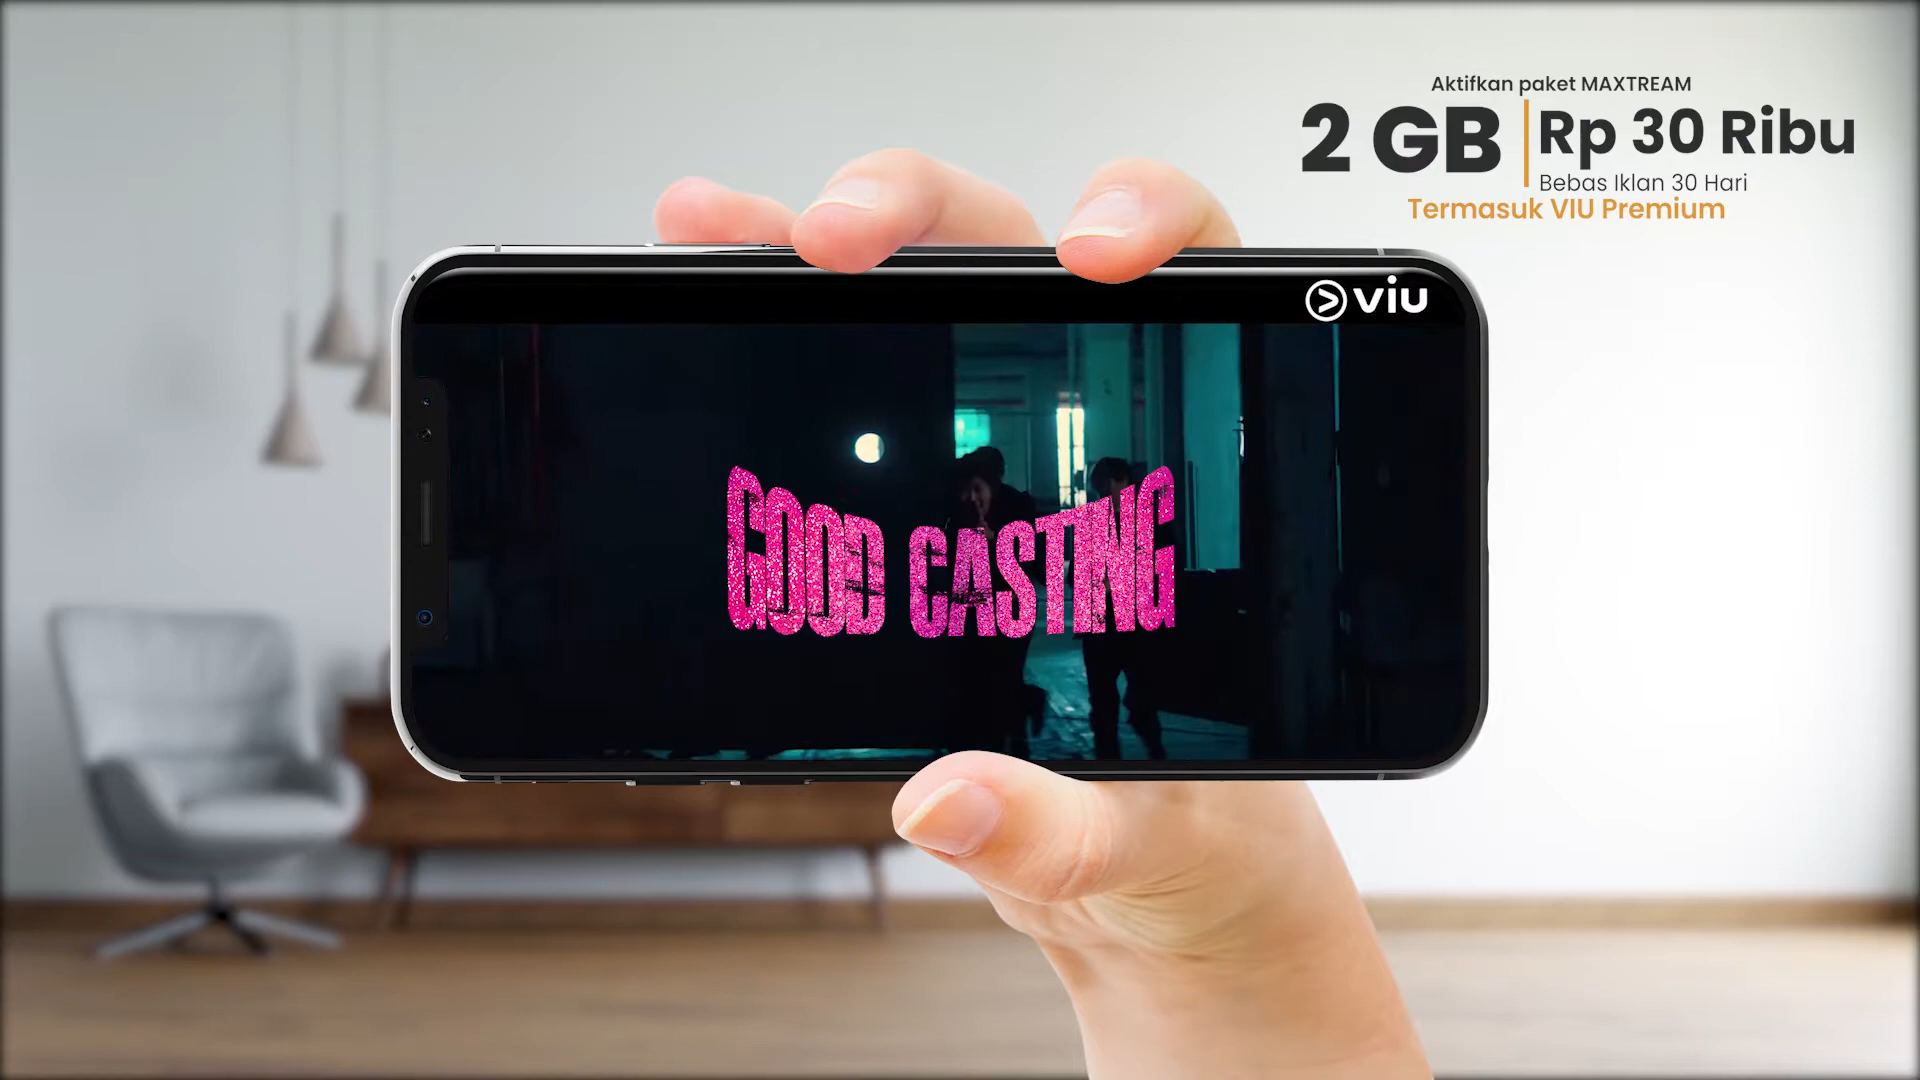 Aktifkan paket MAXTREAM
2 GB
Rp 30 Ribu
Bebas Iklan 30 Hari
Termasuk VIU Premium
viu
GOOD CASTING